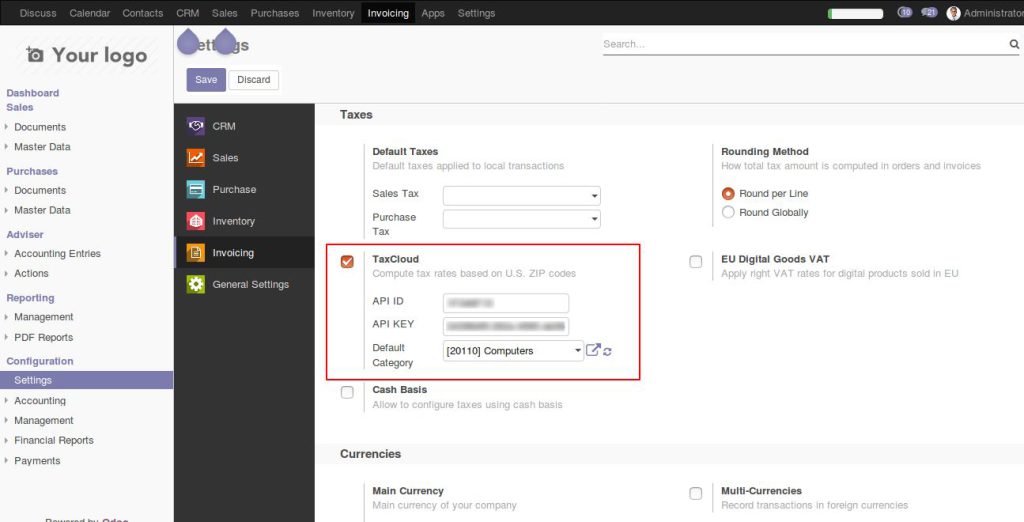 Discuss Calendar Contacts CRM Sales Purchases Inventory Invoicing Apps Settings 10 21 Administrator
Your logo
Settings
Search...
Save Discard
Dashboard
Sales
Documents
Master Data
Purchases
Documents
Master Data
Adviser
Accounting Entries
Actions
Reporting
Management
PDF Reports
Configuration
Settings
Accounting
Management
Financial Reports
Payments
Powered by Odoo
CRM
Sales
Purchase
Inventory
Invoicing
General Settings
Taxes
Default Taxes
Default taxes applied to local transactions
Sales Tax
Purchase
Tax
Rounding Method
How total tax amount is computed in orders and invoices
Round per Line
Round Globally
TaxCloud
Compute tax rates based on U.S. ZIP codes
API ID
API KEY
Default
Category
[20110] Computers
EU Digital Goods VAT
Apply right VAT rates for digital products sold in EU
Cash Basis
Allow to configure taxes using cash basis
Currencies
Main Currency
Main currency of your company
Multi-Currencies
Record transactions in foreign currencies